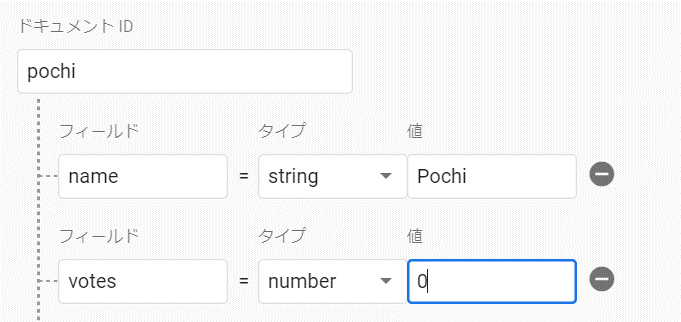 ドキュメント ID
pochi
フィールド タイプ 値
name = string Pochi
フィールド タイプ 値
votes = number 0